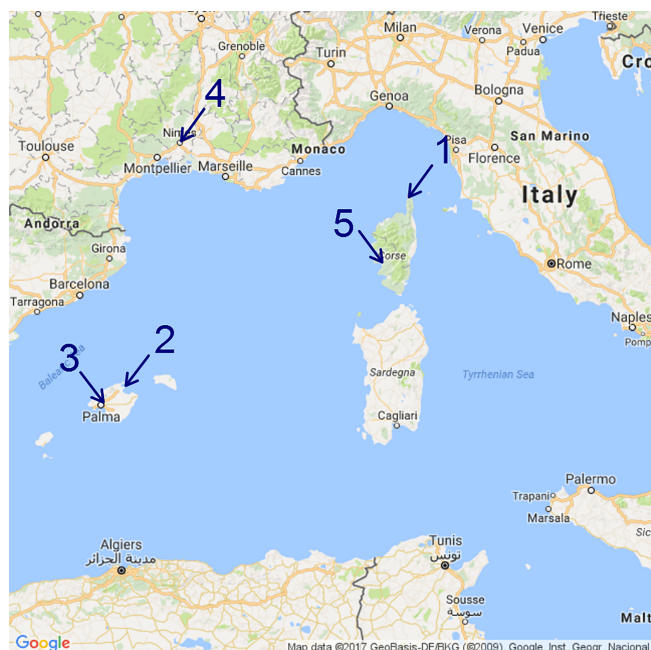 Lyon
Trieste
Grenoble
Milan
Verona
Venice
Turin
Padua
Cro
4
Genoa
Bologna
Nimes
Monaco
Pisa
San Marino
Toulouse
Montpellier
Marseille
Cannes
Florence
1
Italy
Andorra
5
Girona
Corse
Rome
Barcelona
Tarragona
Naples
Pomp
2
3
Balearic Sea
Sardegna
Tyrrhenian Sea
Palma
Cagliari
Palermo
Trapani
Marsala
Sic
Algiers
مدينة الجزائر
Tunis
تونس
Sousse
سوسة
Malt
Google
Map data ©2017 GeoBasis-DE/BKG (©2009), Google, Inst. Geogr. Nacional